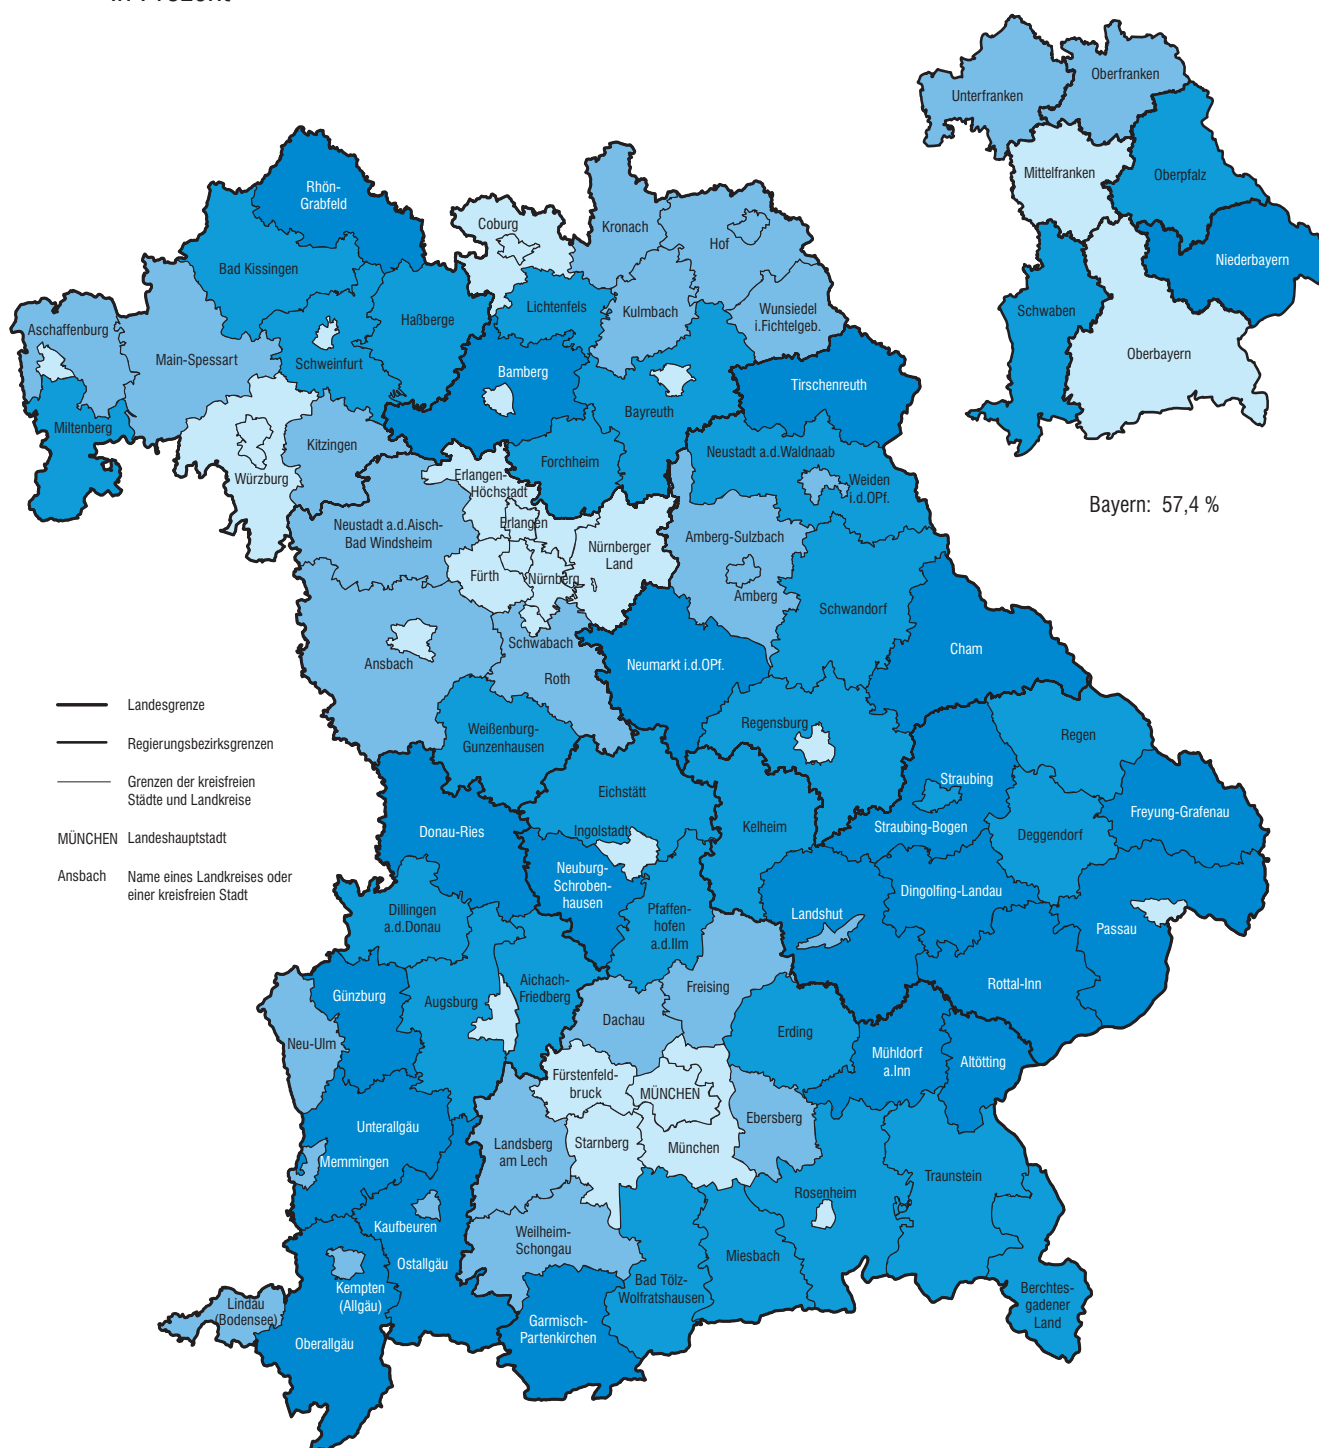 Unterfranken
Oberfranken
Mittelfranken
Oberpfalz
Niederbayern
Schwaben
Oberbayern
Bayern: 57,4 %
Rhön-
Grabfeld
Bad Kissingen
Coburg
Kronach
Hof
Lichtenfels
Kulmbach
Wunsiedel
i.Fichtelgeb.
Haßberge
Aschaffenburg
Main-Spessart
Schweinfurt
Bamberg
Bayreuth
Tirschenreuth
Miltenberg
Kitzingen
Würzburg
Forchheim
Neustadt a.d.Waldnaab
Weiden
i.d.OPf.
Erlangen-
Höchstadt
Erlangen
Neustadt a.d.Aisch-
Bad Windsheim
Fürth
Nürnberg
Nürnberger
Land
Amberg-Sulzbach
Amberg
Schwandorf
Cham
Ansbach
Schwabach
Roth
Neumarkt i.d.OPf.
Landesgrenze
Regierungsbezirksgrenzen
Grenzen der kreisfreien
Städte und Landkreise
MÜNCHEN Landeshauptstadt
Ansbach Name eines Landkreises oder
einer kreisfreien Stadt
Weißenburg-
Gunzenhausen
Regensburg
Regen
Straubing
Straubing-Bogen
Freyung-Grafenau
Deggendorf
Eichstätt
Ingolstadt
Kelheim
Donau-Ries
Neuburg-
Schroben-
hausen
Pfaffen-
hofen
a.d.Ilm
Dingolfing-Landau
Landshut
Passau
Rottal-Inn
Dillingen
a.d.Donau
Günzburg
Augsburg
Aichach-
Friedberg
Freising
Dachau
Erding
Neu-Ulm
Mühldorf
a.Inn
Altötting
Fürstenfeld-
bruck
MÜNCHEN
München
Ebersberg
Starnberg
Landsberg
am Lech
Unterallgäu
Memmingen
Kaufbeuren
Ostallgäu
Weilheim-
Schongau
Rosenheim
Traunstein
Miesbach
Bad Tölz-
Wolfratshausen
Berchtes-
gadener
Land
Kempten
(Allgäu)
Lindau
(Bodensee)
Oberallgäu
Garmisch-
Partenkirchen